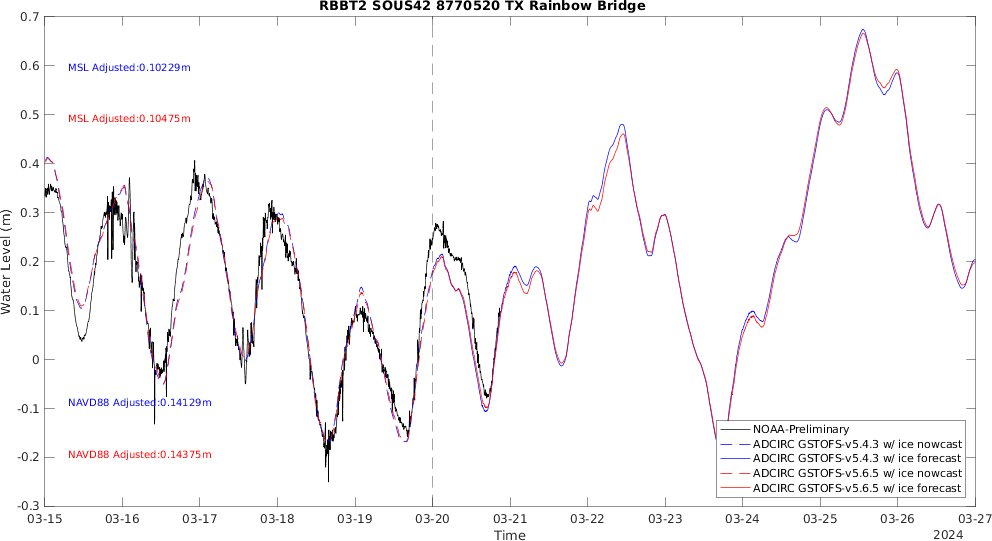 RBBT2 SOUS42 8770520 TX Rainbow Bridge
0.7
0.6
0.5
0.4
0.3
0.2
0.1
0
-0.1
-0.2
-0.3
Water Level (m)
MSL Adjusted:0.10229m
MSL Adjusted:0.10475m
NAVD88 Adjusted:0.14129m
NAVD88 Adjusted:0.14375m
NOAA-Preliminary
ADCIRC GSTOFS-v5.4.3 w/ ice nowcast
ADCIRC GSTOFS-v5.4.3 w/ ice forecast
ADCIRC GSTOFS-v5.6.5 w/ ice nowcast
ADCIRC GSTOFS-v5.6.5 w/ ice forecast
03-15 03-16 03-17 03-18 03-19 03-20 03-21 03-22 03-23 03-24 03-25 03-26 03-27
Time
2024